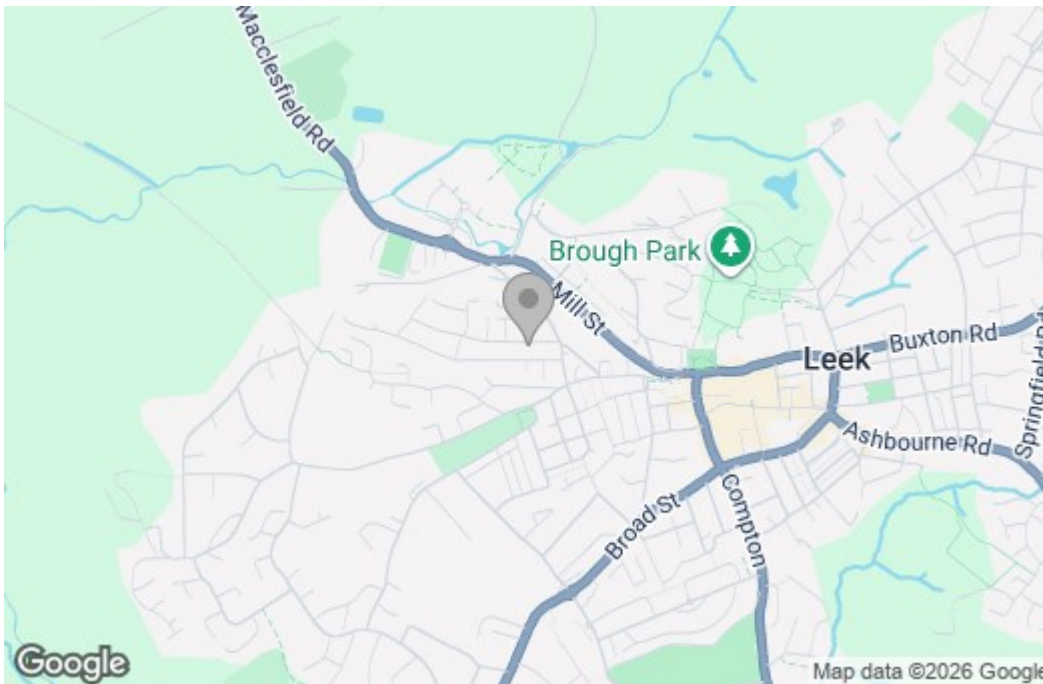 Macclesfield Rd
Brough Park
Mill St
Buxton Rd
Leek
Springfield Rd
Ashbourne Rd
Broad St
Compton
Google
Map data ©2026 Google